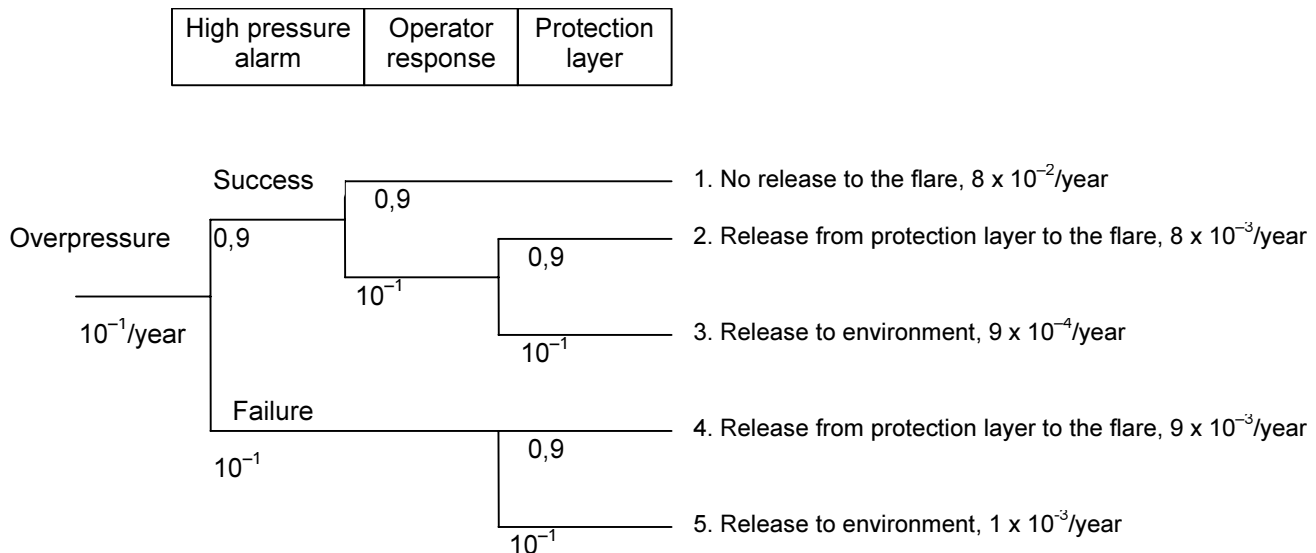 High pressure alarm
Operator response
Protection layer
Success
0,9
1. No release to the flare, 8 x 10⁻²/year
Overpressure
0,9
0,9
2. Release from protection layer to the flare, 8 x 10⁻³/year
10⁻¹
10⁻¹/year
10⁻¹
3. Release to environment, 9 x 10⁻⁴/year
Failure
10⁻¹
0,9
4. Release from protection layer to the flare, 9 x 10⁻³/year
10⁻¹
5. Release to environment, 1 x 10⁻³/year